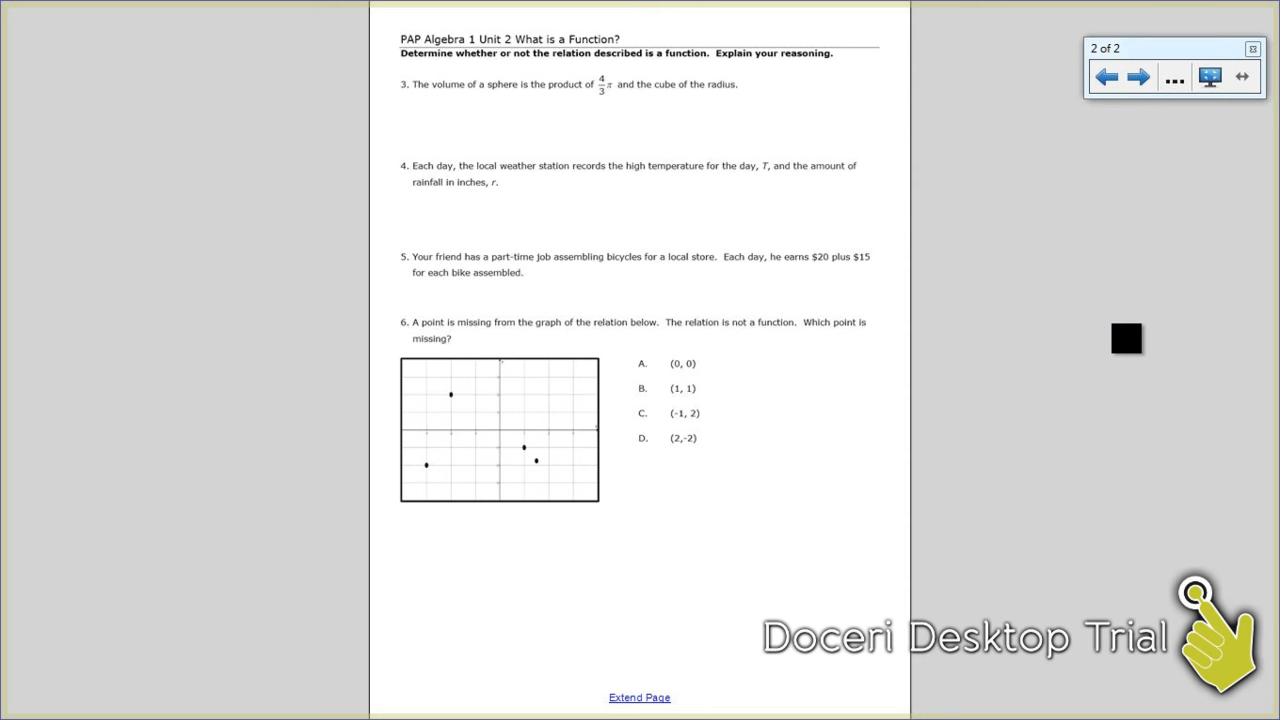 PAP Algebra 1 Unit 2 What is a Function?
Determine whether or not the relation described is a function.  Explain your reasoning.
3. The volume of a sphere is the product of 4/3 π and the cube of the radius.
4. Each day, the local weather station records the high temperature for the day, T, and the amount of
rainfall in inches, r.
5. Your friend has a part-time job assembling bicycles for a local store.  Each day, he earns $20 plus $15
for each bike assembled.
6. A point is missing from the graph of the relation below.  The relation is not a function.  Which point is
missing?
A. (0, 0)
B. (1, 1)
C. (-1, 2)
D. (2,-2)
2 of 2
...
Doceri Desktop Trial
Extend Page